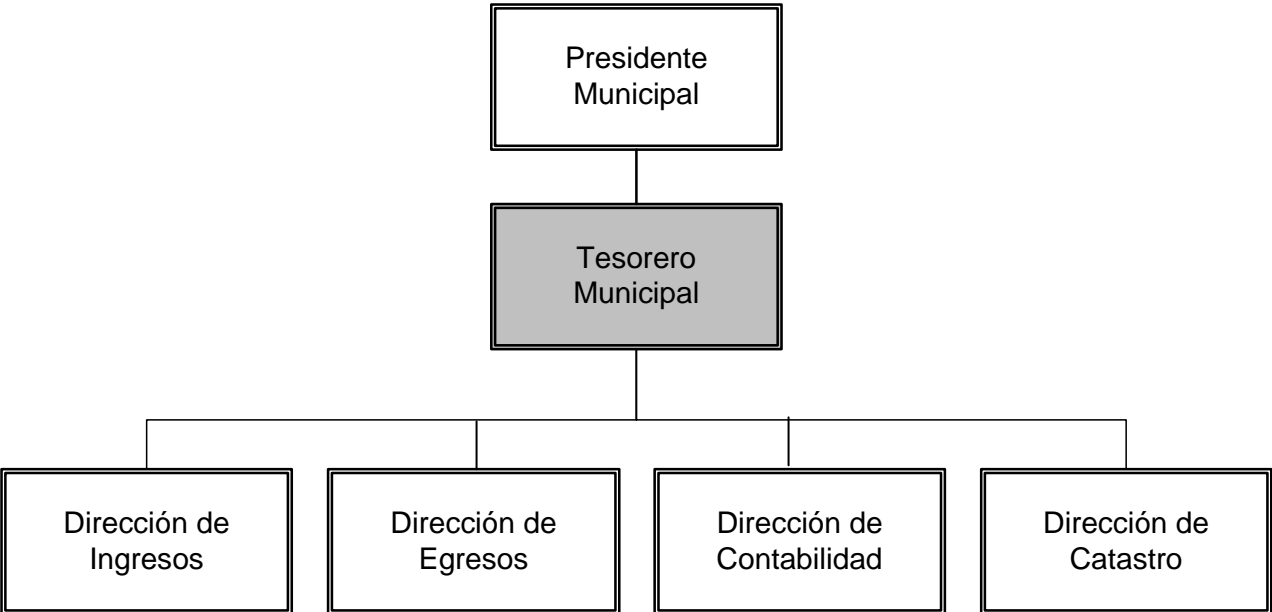 Presidente
Municipal
Tesorero
Municipal
Dirección de
Ingresos
Dirección de
Egresos
Dirección de
Contabilidad
Dirección de
Catastro